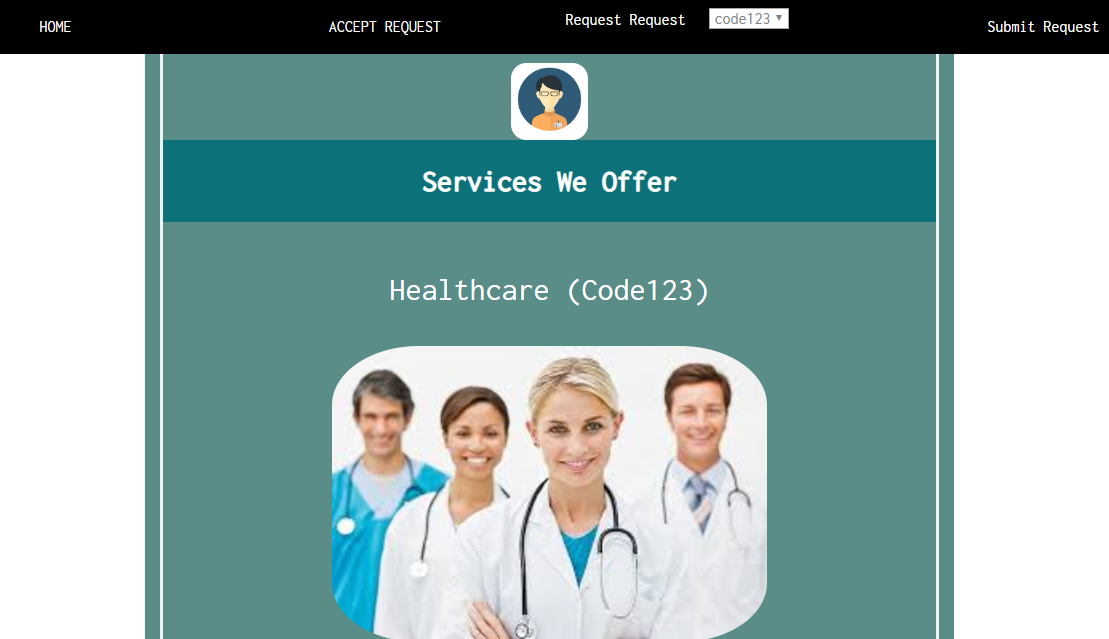 HOME
ACCEPT REQUEST
Request Request
code123
Submit Request
Services We Offer
Healthcare (Code123)